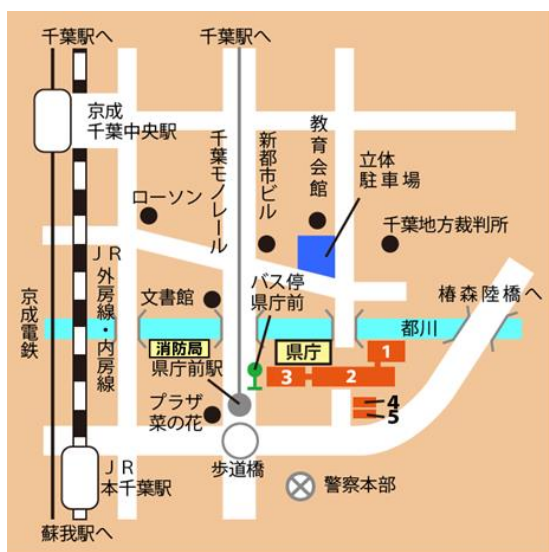 千葉駅へ
千葉駅へ
京成
千葉中央駅
千葉モノレール
新都市ビル
教育会館
立体
駐車場
ローソン
千葉地方裁判所
JR
外房線・内房線
京成電鉄
文書館
バス停
県庁前
椿森陸橋へ
都川
消防局
県庁
県庁前駅
1
2
3
4
5
プラザ
菜の花
歩道橋
JR
本千葉駅
警察本部
蘇我駅へ